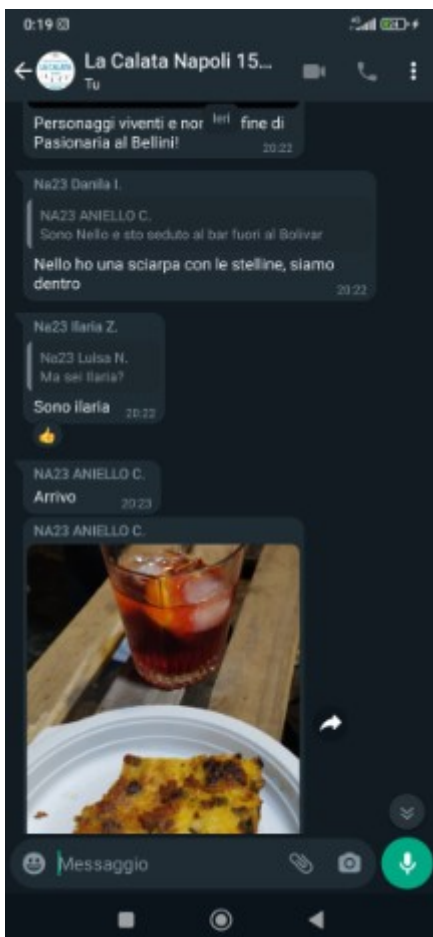 0:19
La Calata Napoli 15...
Tu
Ieri
Personaggi viventi e non fine di
Pasionaria al Bellini!
20:22
Na23 Danila I.
NA23 ANIELLO C.
Sono Nello e sto seduto al bar fuori al Bolivar
Nello ho una sciarpa con le stelline, siamo
dentro
20:22
Na23 Ilaria Z.
Na23 Luisa N.
Ma sei Ilaria?
Sono ilaria 20:22
NA23 ANIELLO C.
Arrivo 20:23
NA23 ANIELLO C.
Messaggio